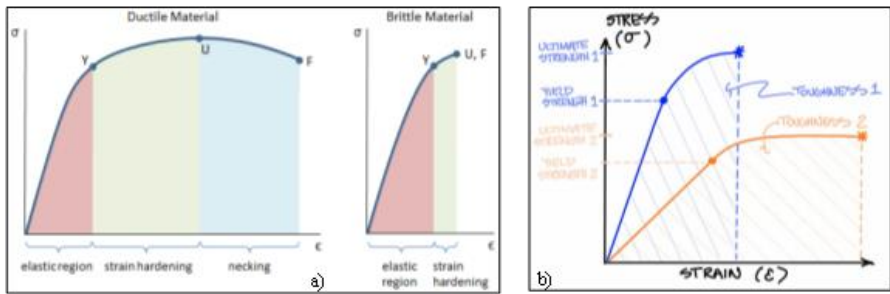 Ductile Material
σ
Y
U
F
ϵ
elastic region
strain hardening
necking
a)
Brittle Material
σ
Y
U, F
ϵ
elastic
region
strain
hardening
b)
STRESS
(σ)
ULTIMATE
STRENGTH 1
YIELD
STRENGTH 1
ULTIMATE
STRENGTH 2
YIELD
STRENGTH 2
TOUGHNESS 1
TOUGHNESS 2
STRAIN (ε)